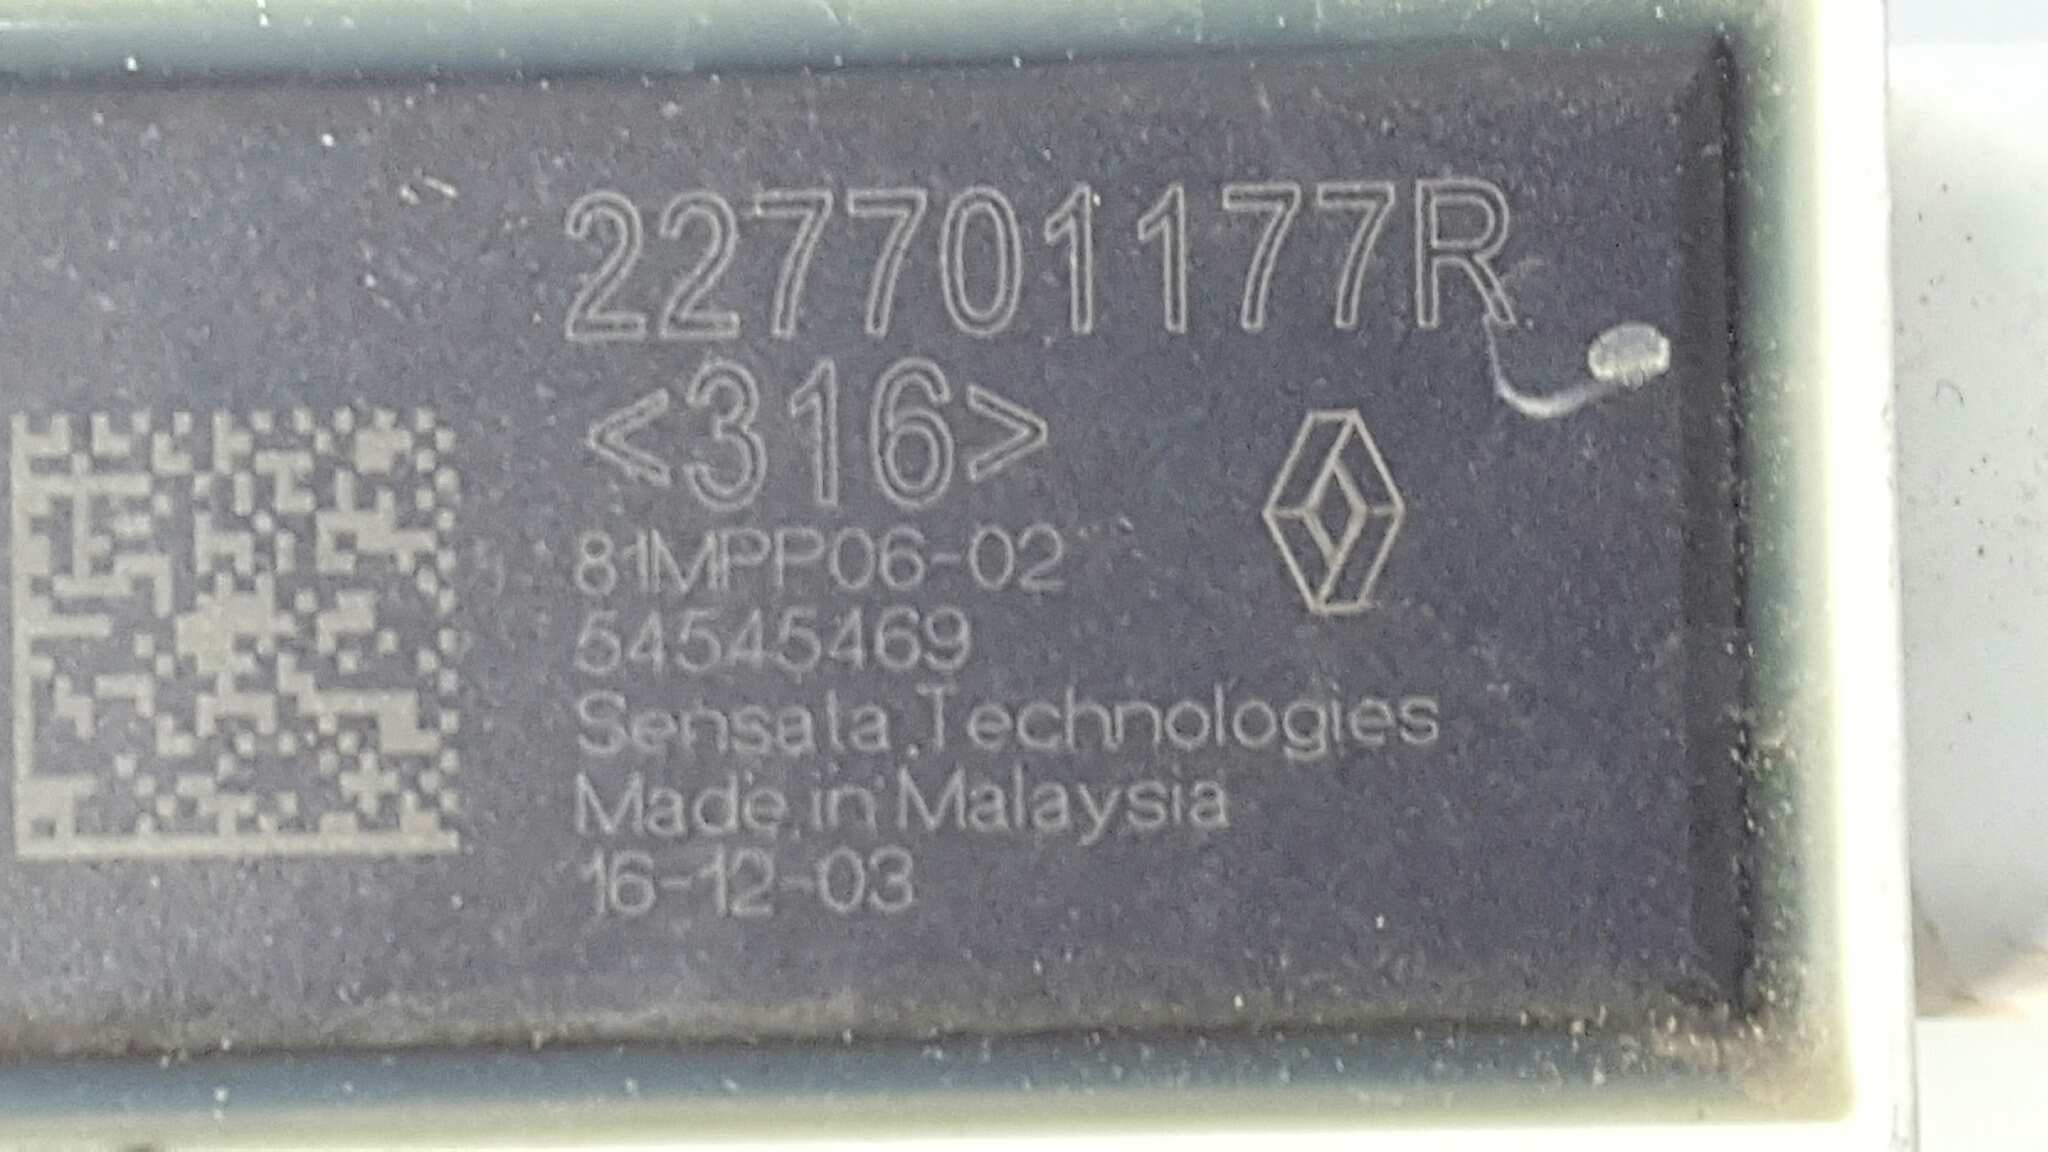 227701177R
<316>
81MPP06-02
54545469
Sensata Technologies
Made in Malaysia
16-12-03